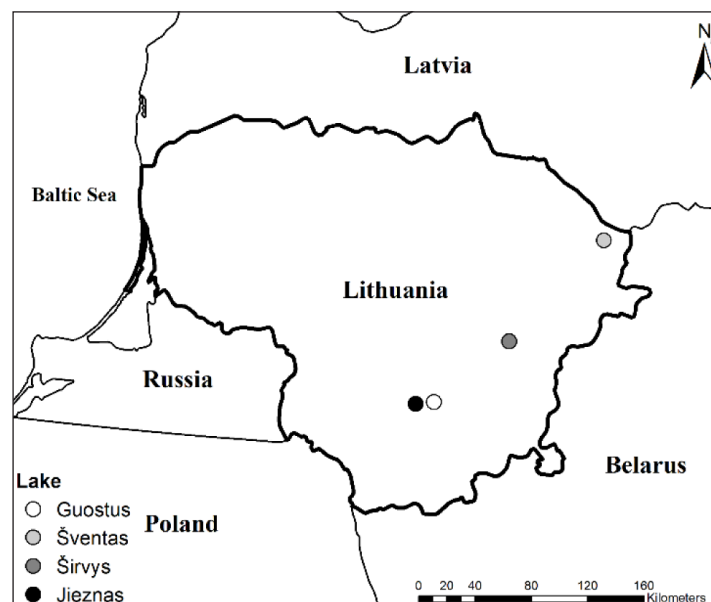 N
Latvia
Baltic Sea
Lithuania
Russia
Belarus
Poland
Lake
Guostus
Šventas
Širvys
Jieznas
0 20 40 80 120 160
Kilometers